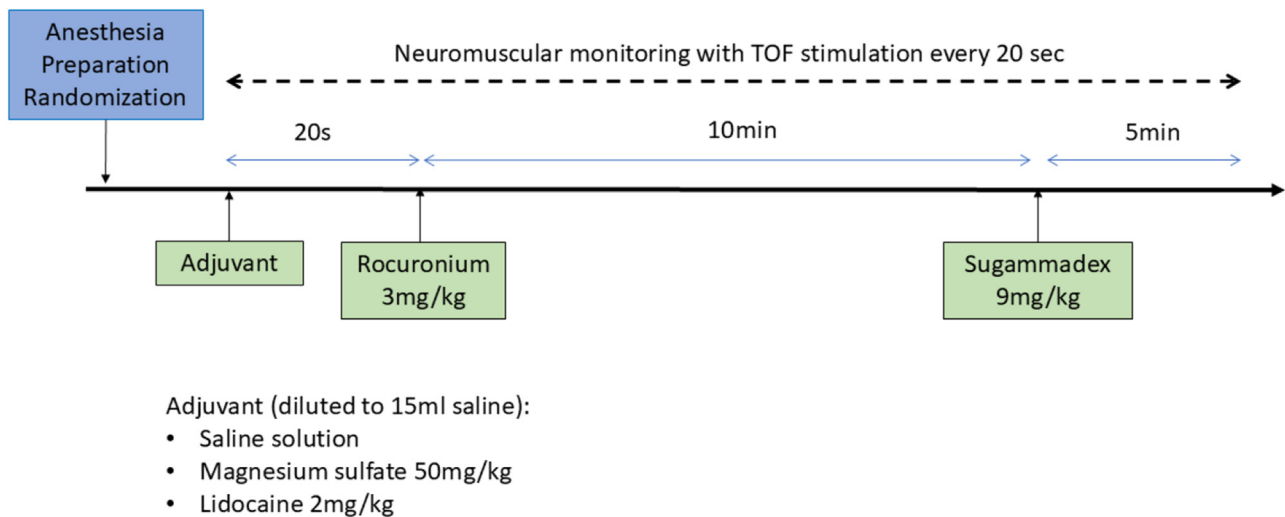 Anesthesia
Preparation
Randomization
Neuromuscular monitoring with TOF stimulation every 20 sec
20s
10min
5min
Adjuvant
Rocuronium
3mg/kg
Sugammadex
9mg/kg
Adjuvant (diluted to 15ml saline):
• Saline solution
• Magnesium sulfate 50mg/kg
• Lidocaine 2mg/kg